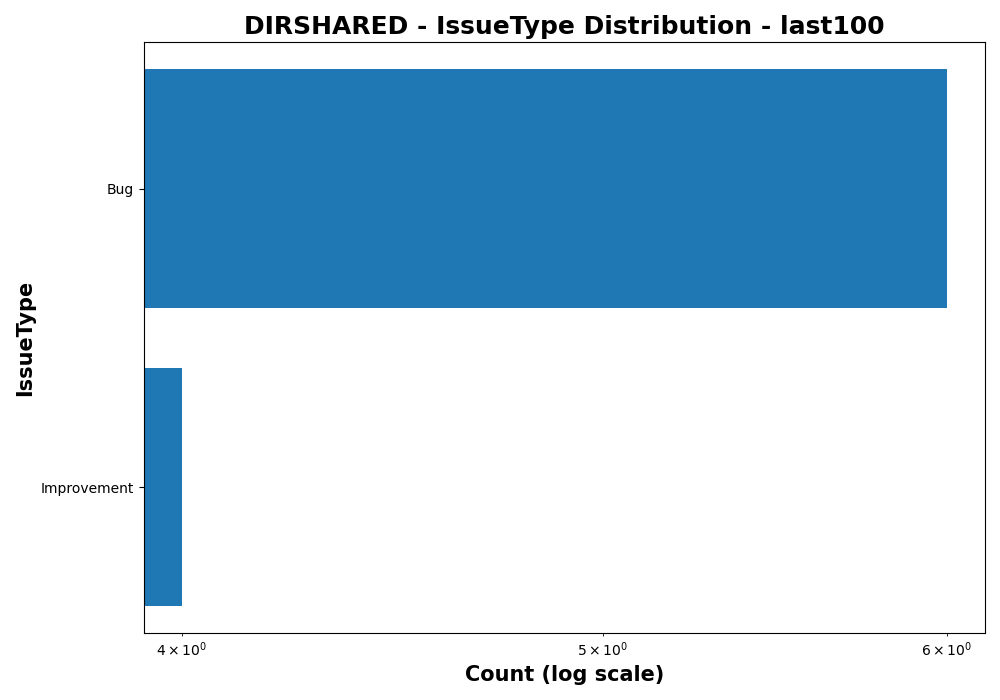 DIRSHARED - IssueType Distribution - last100
IssueType
Bug
Improvement
4 × 10⁰
5 × 10⁰
6 × 10⁰
Count (log scale)